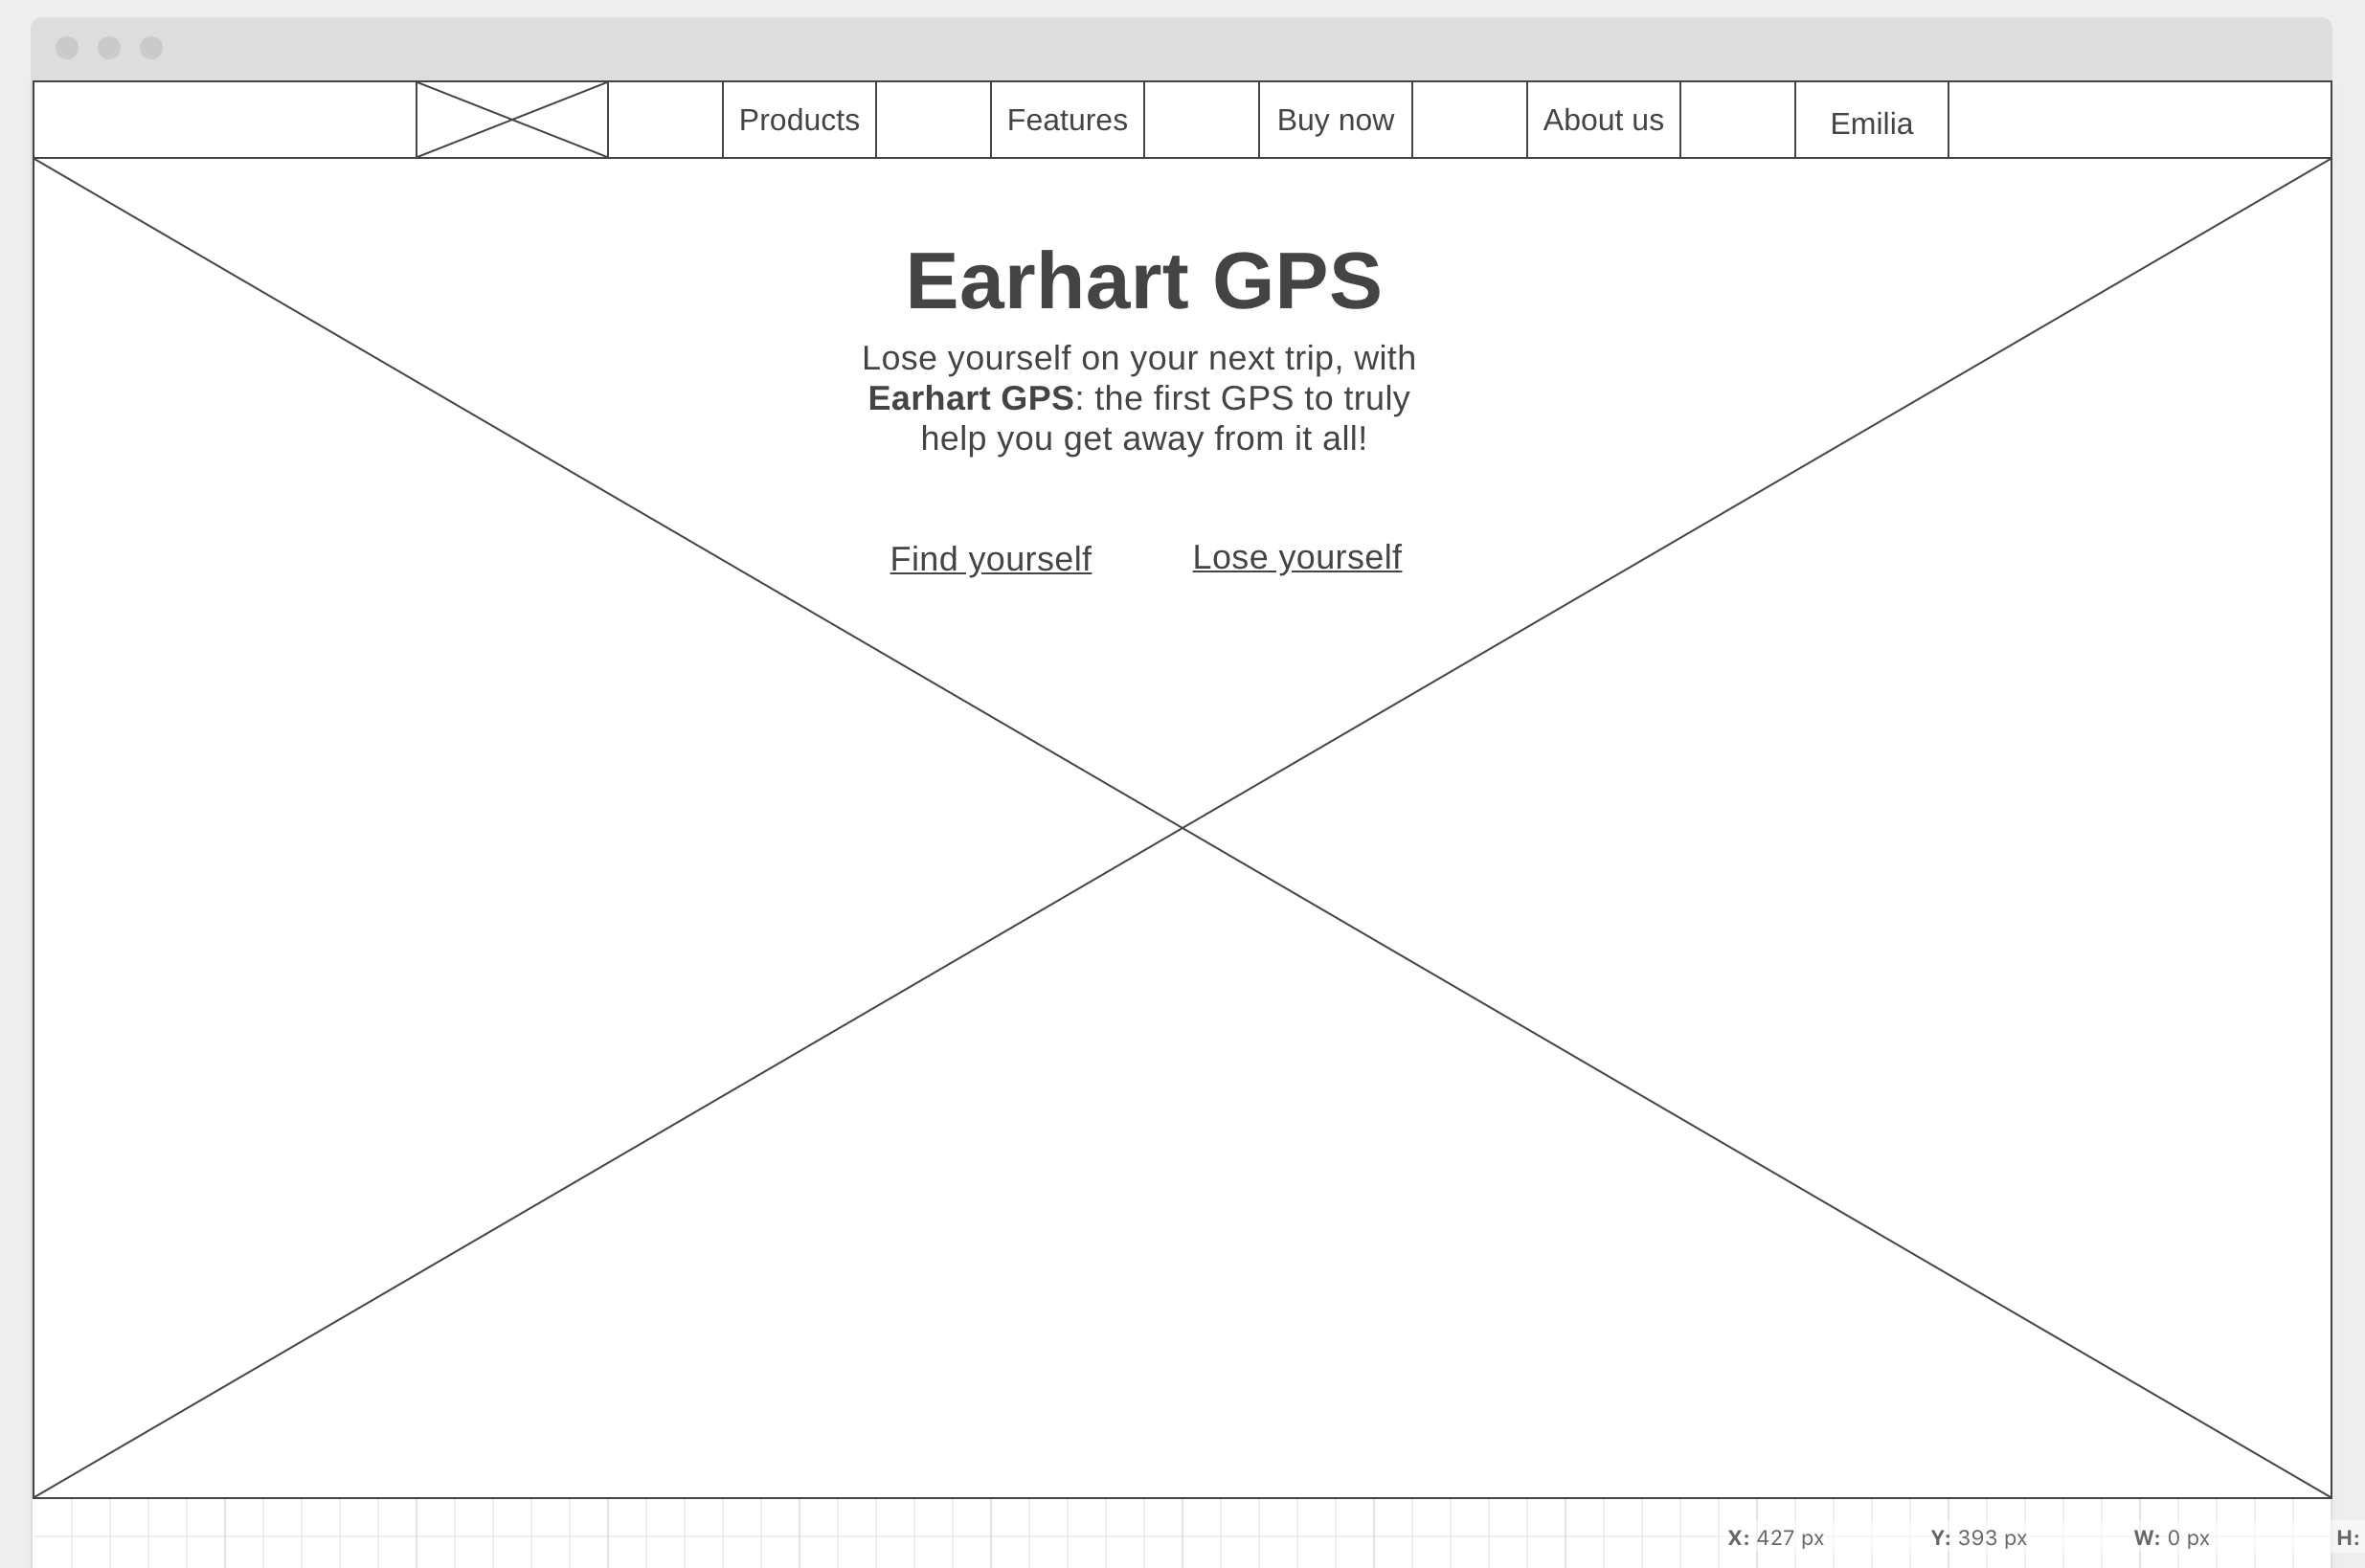 Products Features Buy now About us Emilia
Earhart GPS
Lose yourself on your next trip, with
Earhart GPS: the first GPS to truly
help you get away from it all!
Find yourself Lose yourself
X: 427 px Y: 393 px W: 0 px H: